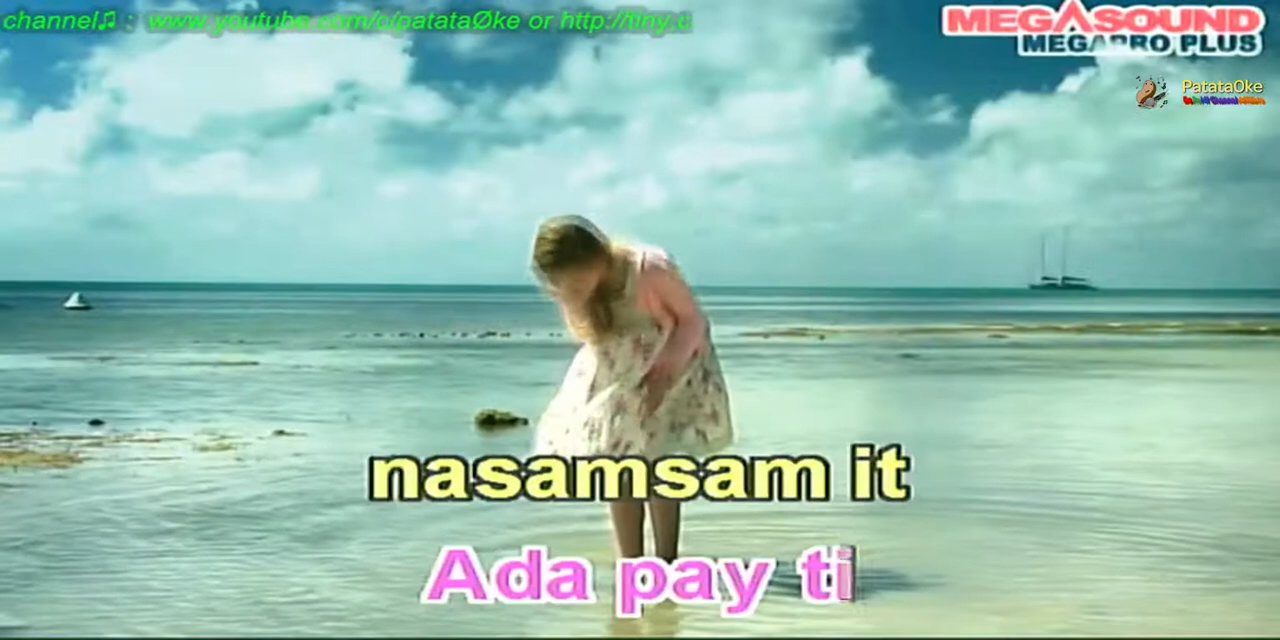 channel♫ : www.youtube.com/c/patataØke or http://tiny.c
MEGASOUND
MEGAPRO PLUS
PatataOke
nasamsam it
Ada pay ti